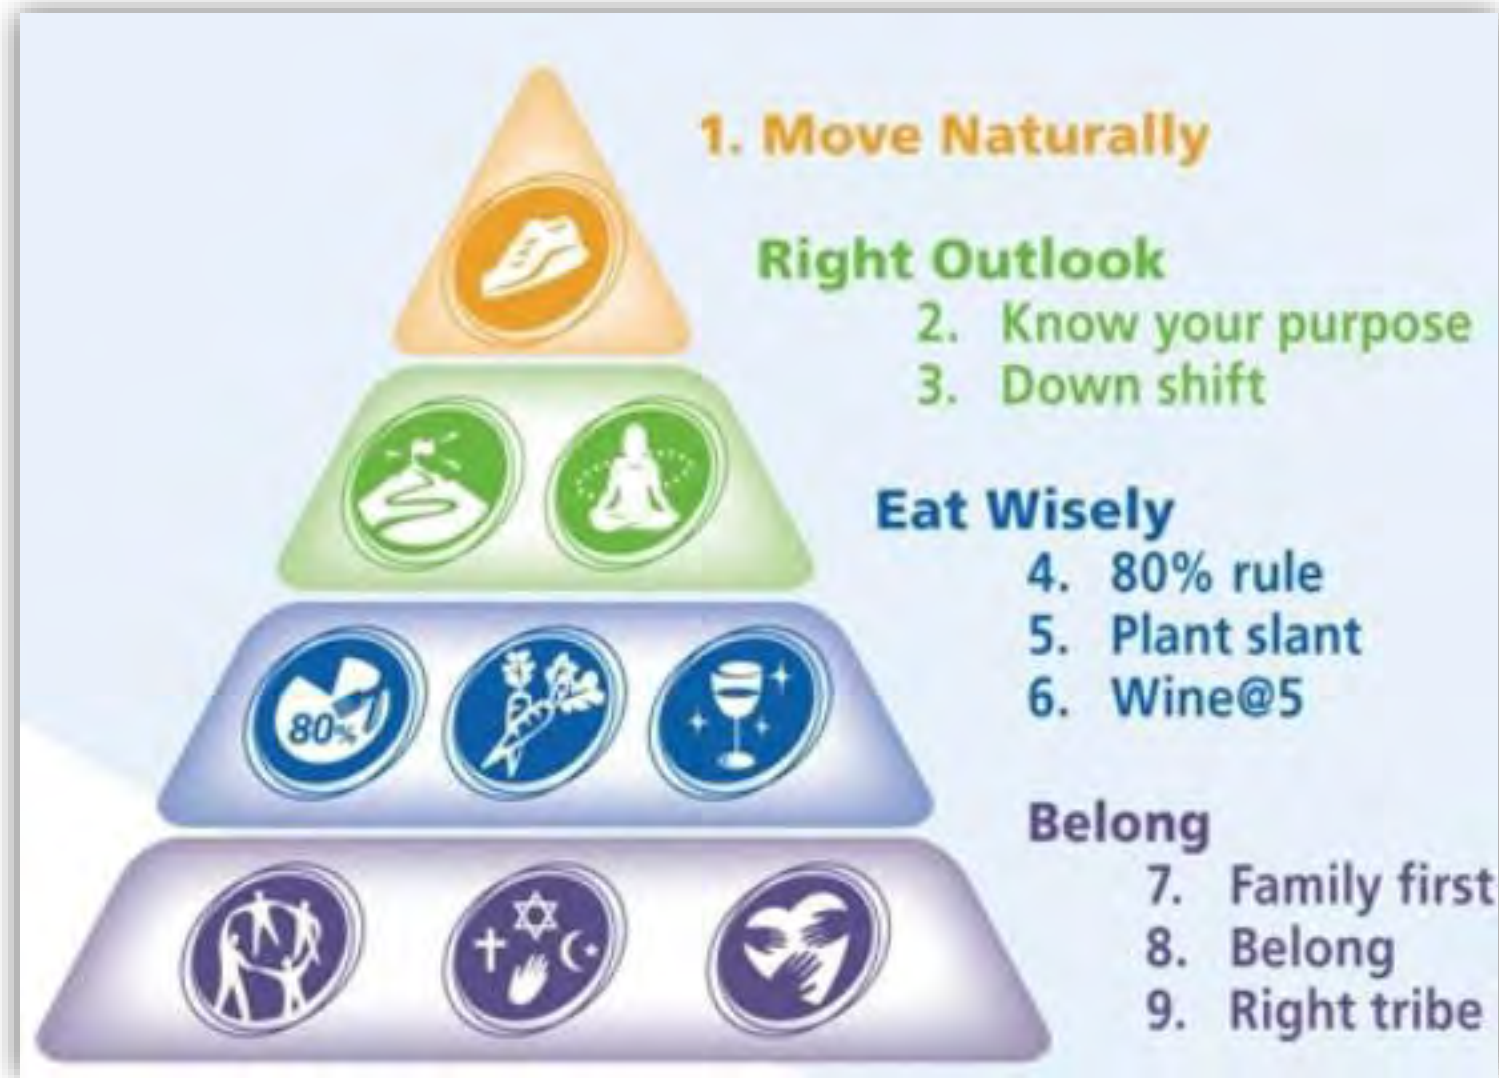 1. Move Naturally
Right Outlook
2. Know your purpose
3. Down shift
Eat Wisely
4. 80% rule
5. Plant slant
6. Wine@5
80%
Belong
7. Family first
8. Belong
9. Right tribe